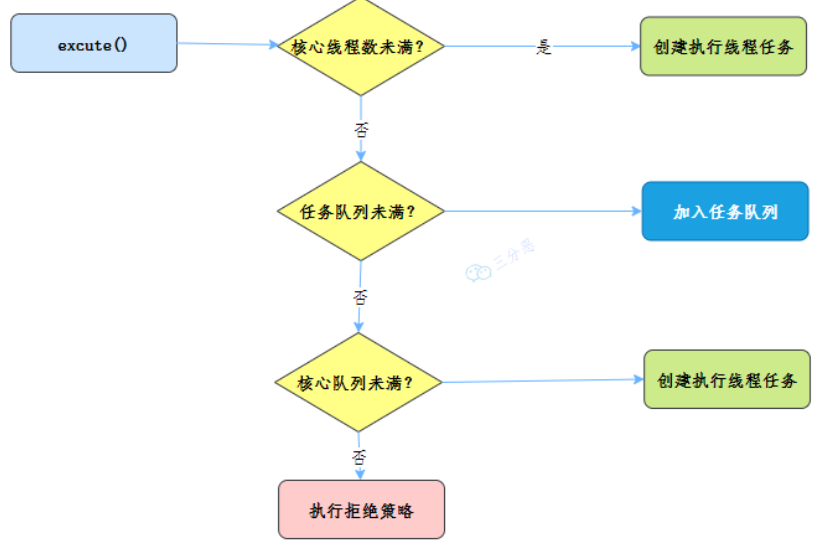 excute()
核心线程数未满？
是
创建执行线程任务
否
任务队列未满？
加入任务队列
三分恶
否
核心队列未满？
创建执行线程任务
否
执行拒绝策略